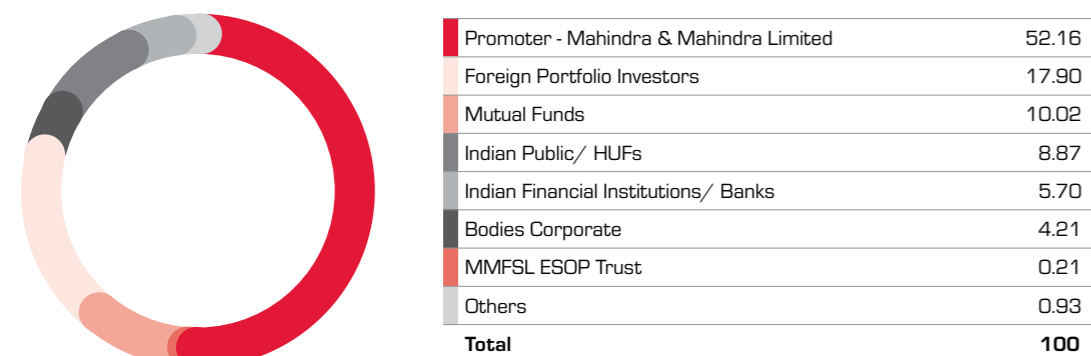 Promoter - Mahindra & Mahindra Limited 52.16
Foreign Portfolio Investors 17.90
Mutual Funds 10.02
Indian Public/ HUFs 8.87
Indian Financial Institutions/ Banks 5.70
Bodies Corporate 4.21
MMFSL ESOP Trust 0.21
Others 0.93
Total 100